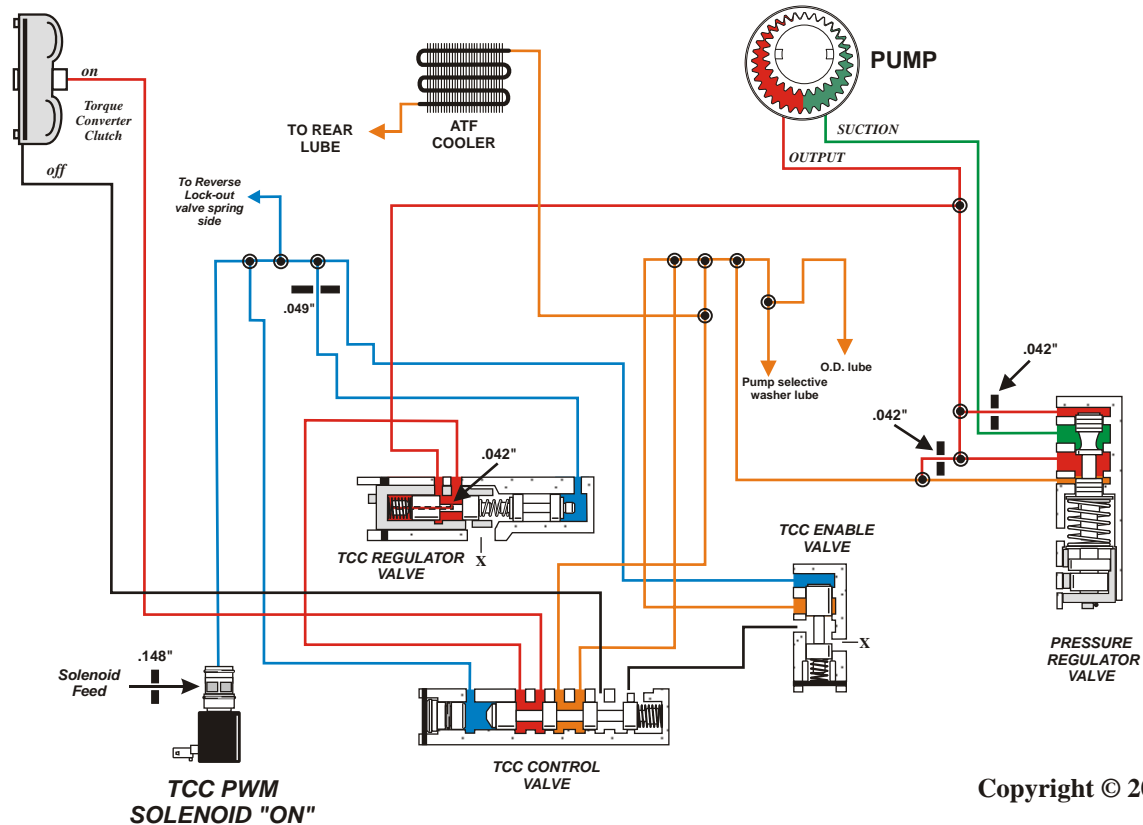 on
Torque
Converter
Clutch
off
ATF
COOLER
TO REAR
LUBE
PUMP
SUCTION
OUTPUT
To Reverse
Lock-out
valve spring
side
.049"
Pump selective
washer lube
O.D. lube
.042"
.042"
.042"
TCC REGULATOR
VALVE
X
TCC ENABLE
VALVE
X
PRESSURE
REGULATOR
VALVE
Solenoid
Feed
.148"
TCC CONTROL
VALVE
TCC PWM
SOLENOID "ON"
Copyright © 20